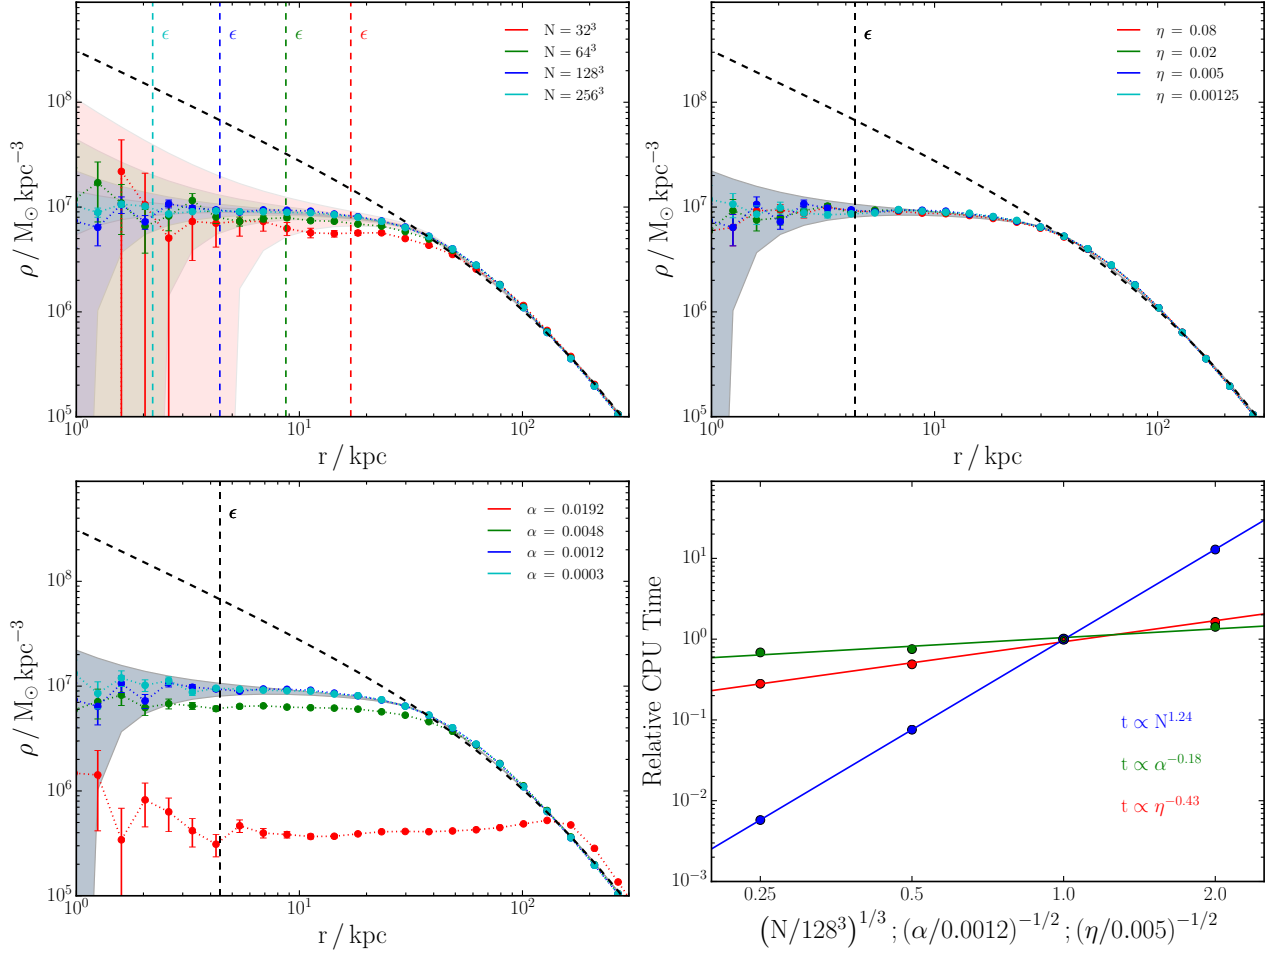 ϵ ϵ ϵ ϵ
N = 32³
N = 64³
N = 128³
N = 256³
ρ / M⊙ kpc⁻³
10⁸
10⁷
10⁶
10⁵
10⁰ 10¹ 10²
r / kpc
ϵ
η = 0.08
η = 0.02
η = 0.005
η = 0.00125
ρ / M⊙ kpc⁻³
10⁸
10⁷
10⁶
10⁵
10⁰ 10¹ 10²
r / kpc
ϵ
α = 0.0192
α = 0.0048
α = 0.0012
α = 0.0003
ρ / M⊙ kpc⁻³
10⁸
10⁷
10⁶
10⁵
10⁰ 10¹ 10²
r / kpc
Relative CPU Time
10¹
10⁰
10⁻¹
10⁻²
10⁻³
t ∝ N^1.24
t ∝ α^−0.18
t ∝ η^−0.43
0.25 0.5 1.0 2.0
(N/128³)^1/3 ; (α/0.0012)^−1/2 ; (η/0.005)^−1/2